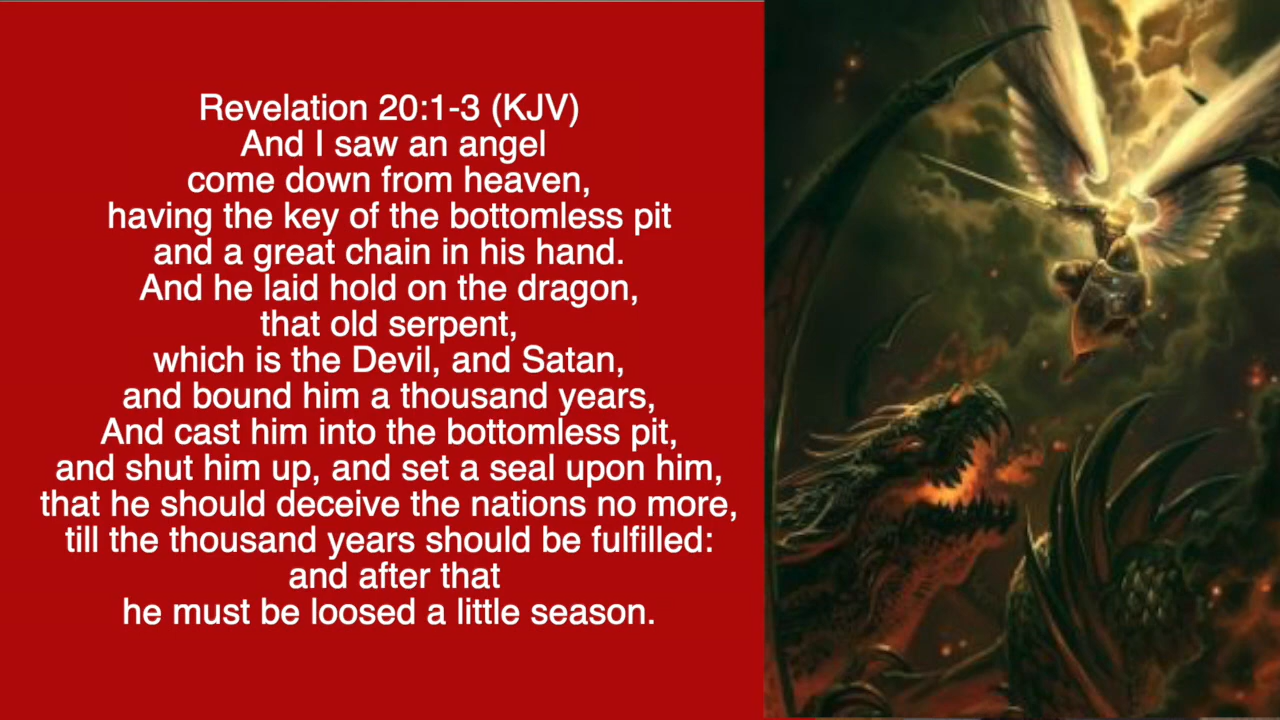 Revelation 20:1-3 (KJV)
And I saw an angel
come down from heaven,
having the key of the bottomless pit
and a great chain in his hand.
And he laid hold on the dragon,
that old serpent,
which is the Devil, and Satan,
and bound him a thousand years,
And cast him into the bottomless pit,
and shut him up, and set a seal upon him,
that he should deceive the nations no more,
till the thousand years should be fulfilled:
and after that
he must be loosed a little season.